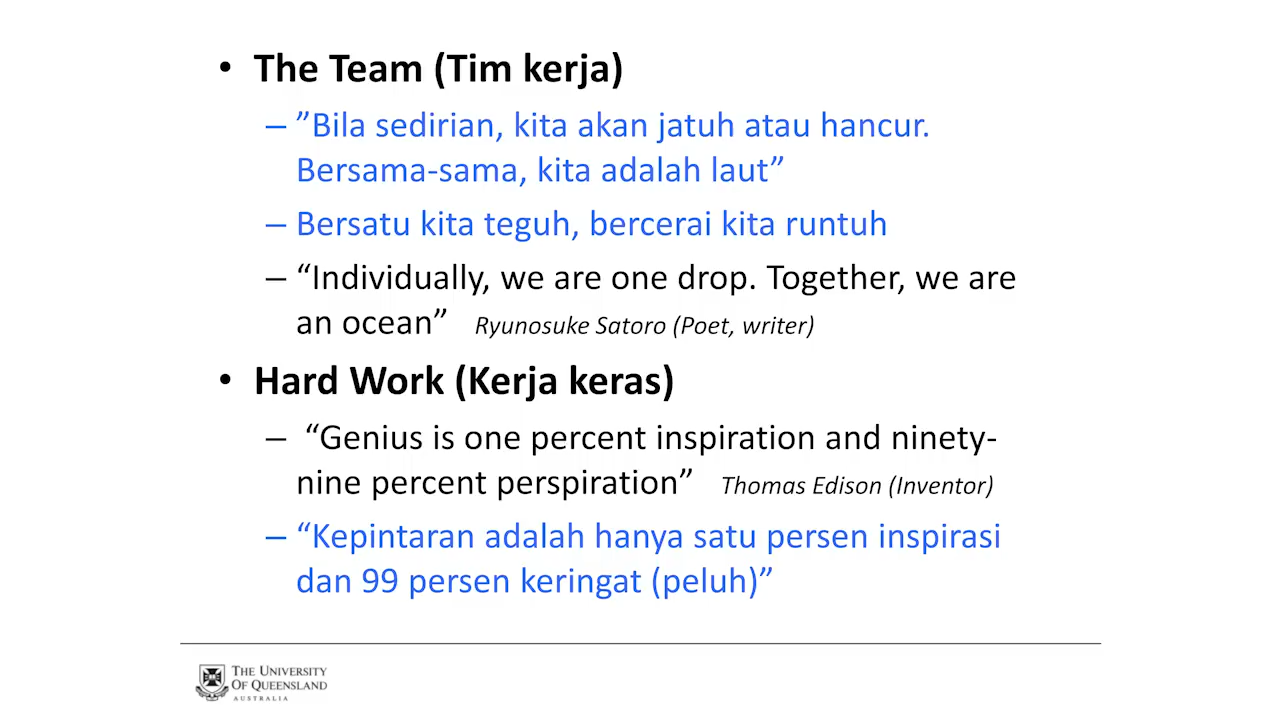 • The Team (Tim kerja)
– ”Bila sedirian, kita akan jatuh atau hancur.
Bersama-sama, kita adalah laut”
– Bersatu kita teguh, bercerai kita runtuh
– “Individually, we are one drop. Together, we are
an ocean” Ryunosuke Satoro (Poet, writer)
• Hard Work (Kerja keras)
– “Genius is one percent inspiration and ninety-
nine percent perspiration” Thomas Edison (Inventor)
– “Kepintaran adalah hanya satu persen inspirasi
dan 99 persen keringat (peluh)”
THE UNIVERSITY
OF QUEENSLAND
AUSTRALIA